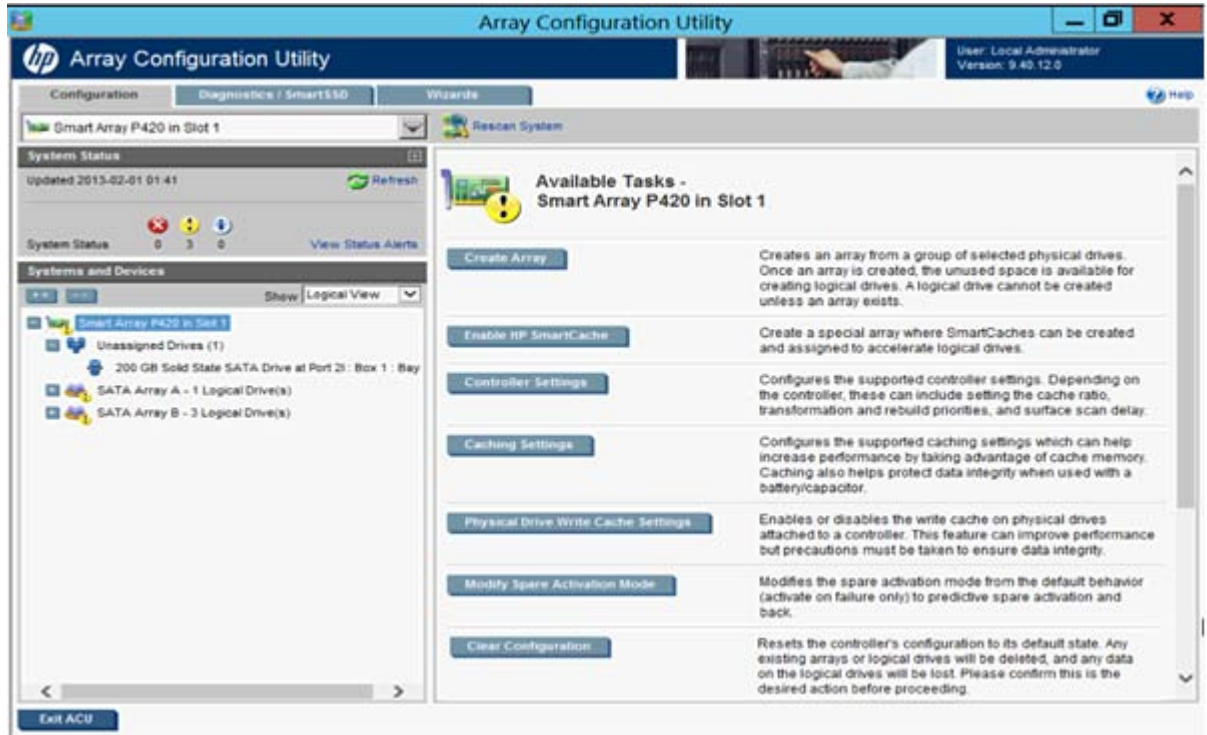 Array Configuration Utility
hp Array Configuration Utility
User: Local Administrator
Version: 9.40.12.0
Configuration
Diagnostics / SmartSSD
Wizards
Help
Smart Array P420 in Slot 1
Rescan System
System Status
Updated 2013-02-01 01:41
Refresh
System Status 0 3 0
View Status Alerts
Systems and Devices
Show Logical View
Smart Array P420 in Slot 1
Unassigned Drives (1)
200 GB Solid State SATA Drive at Port 2I : Box 1 : Bay
SATA Array A - 1 Logical Drive(s)
SATA Array B - 3 Logical Drive(s)
Available Tasks -
Smart Array P420 in Slot 1
Create Array
Creates an array from a group of selected physical drives.
Once an array is created, the unused space is available for
creating logical drives. A logical drive cannot be created
unless an array exists.
Enable HP SmartCache
Create a special array where SmartCaches can be created
and assigned to accelerate logical drives.
Controller Settings
Configures the supported controller settings. Depending on
the controller, these can include setting the cache ratio,
transformation and rebuild priorities, and surface scan delay.
Caching Settings
Configures the supported caching settings which can help
increase performance by taking advantage of cache memory.
Caching also helps protect data integrity when used with a
battery/capacitor.
Physical Drive Write Cache Settings
Enables or disables the write cache on physical drives
attached to a controller. This feature can improve performance
but precautions must be taken to ensure data integrity.
Modify Spare Activation Mode
Modifies the spare activation mode from the default behavior
(activate on failure only) to predictive spare activation and
back.
Clear Configuration
Resets the controller's configuration to its default state. Any
existing arrays or logical drives will be deleted, and any data
on the logical drives will be lost. Please confirm this is the
desired action before proceeding.
Exit ACU